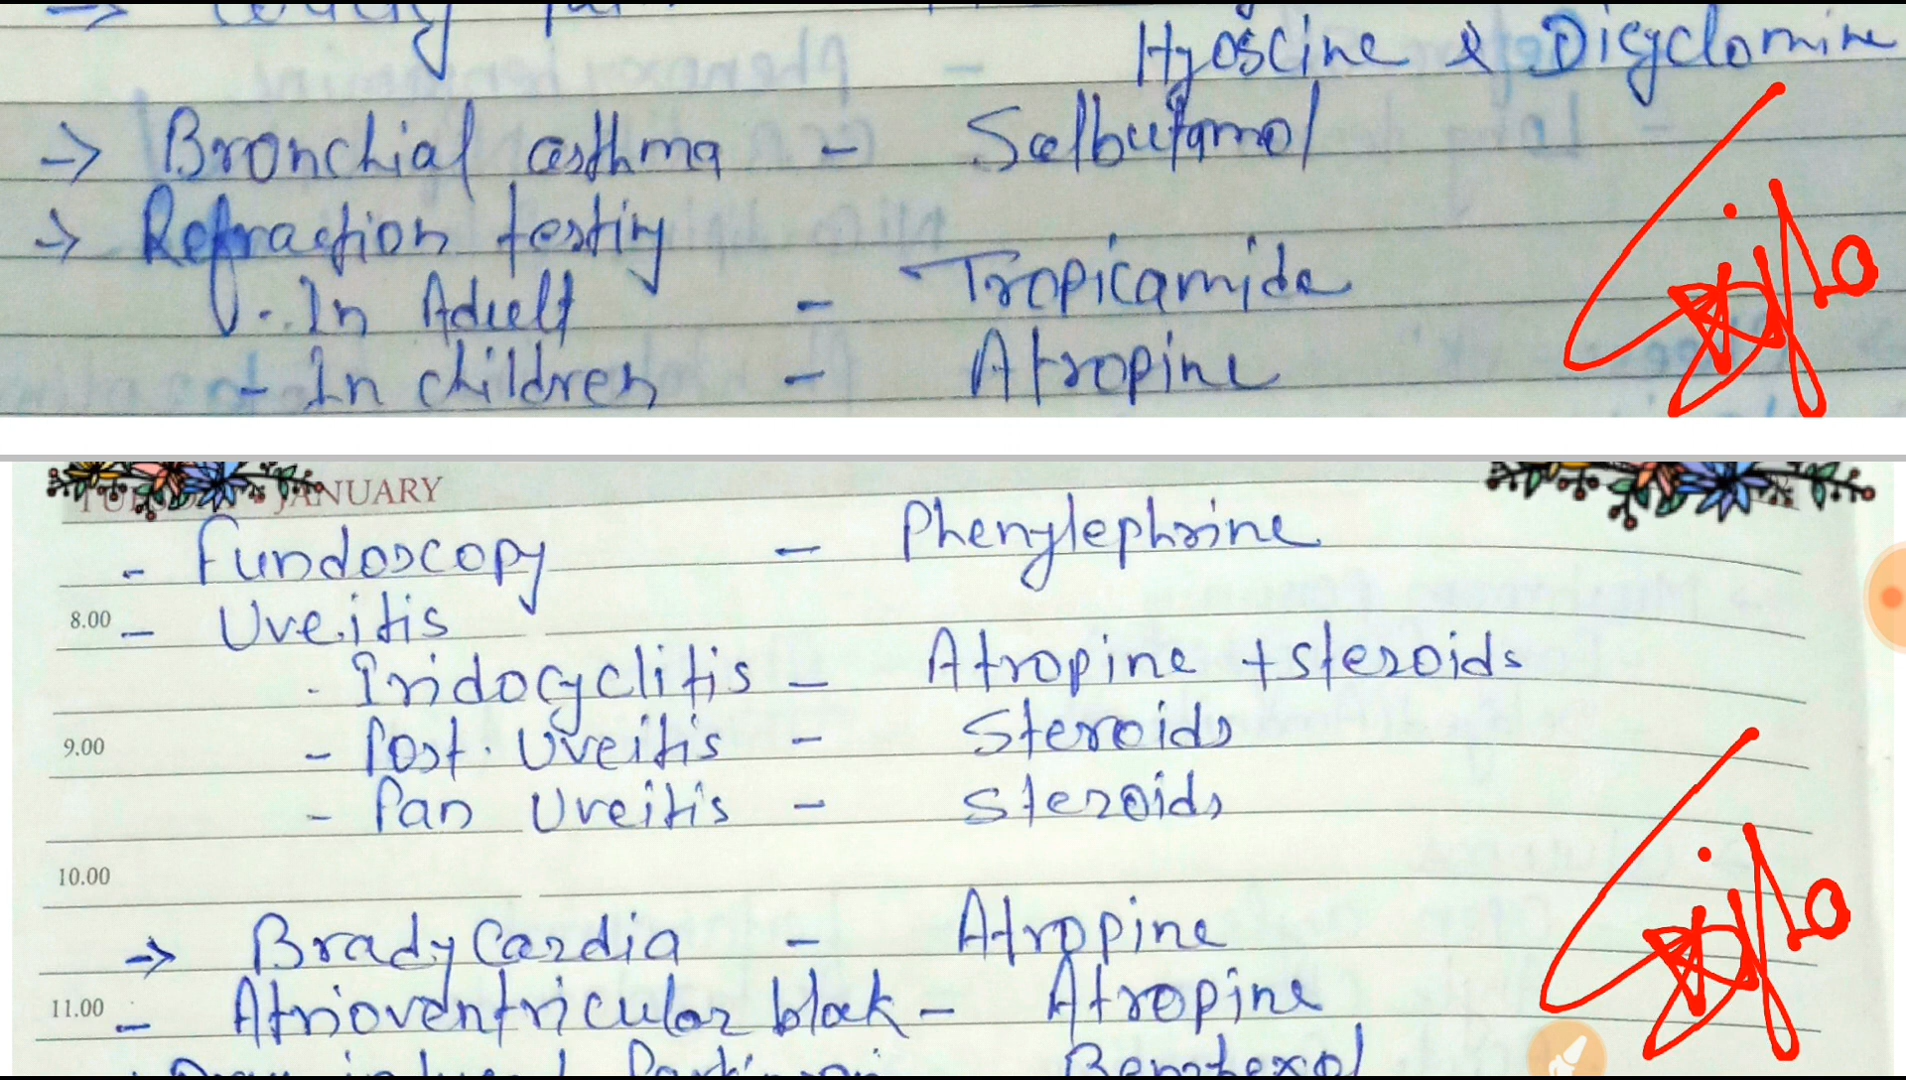 Hyoscine & Dicyclomine
→ Bronchial asthma - Salbutamol
→ Refraction testing
- In Adult - Tropicamide
- In children - Atropine
JANUARY
- Fundoscopy - Phenylephrine
8.00 - Uveitis
- Iridocyclitis - Atropine + steroids
9.00 - Post. Uveitis - Steroids
- Pan Uveitis - Steroids
10.00
→ Bradycardia - Atropine
11.00 - Atrioventricular block - Atropine